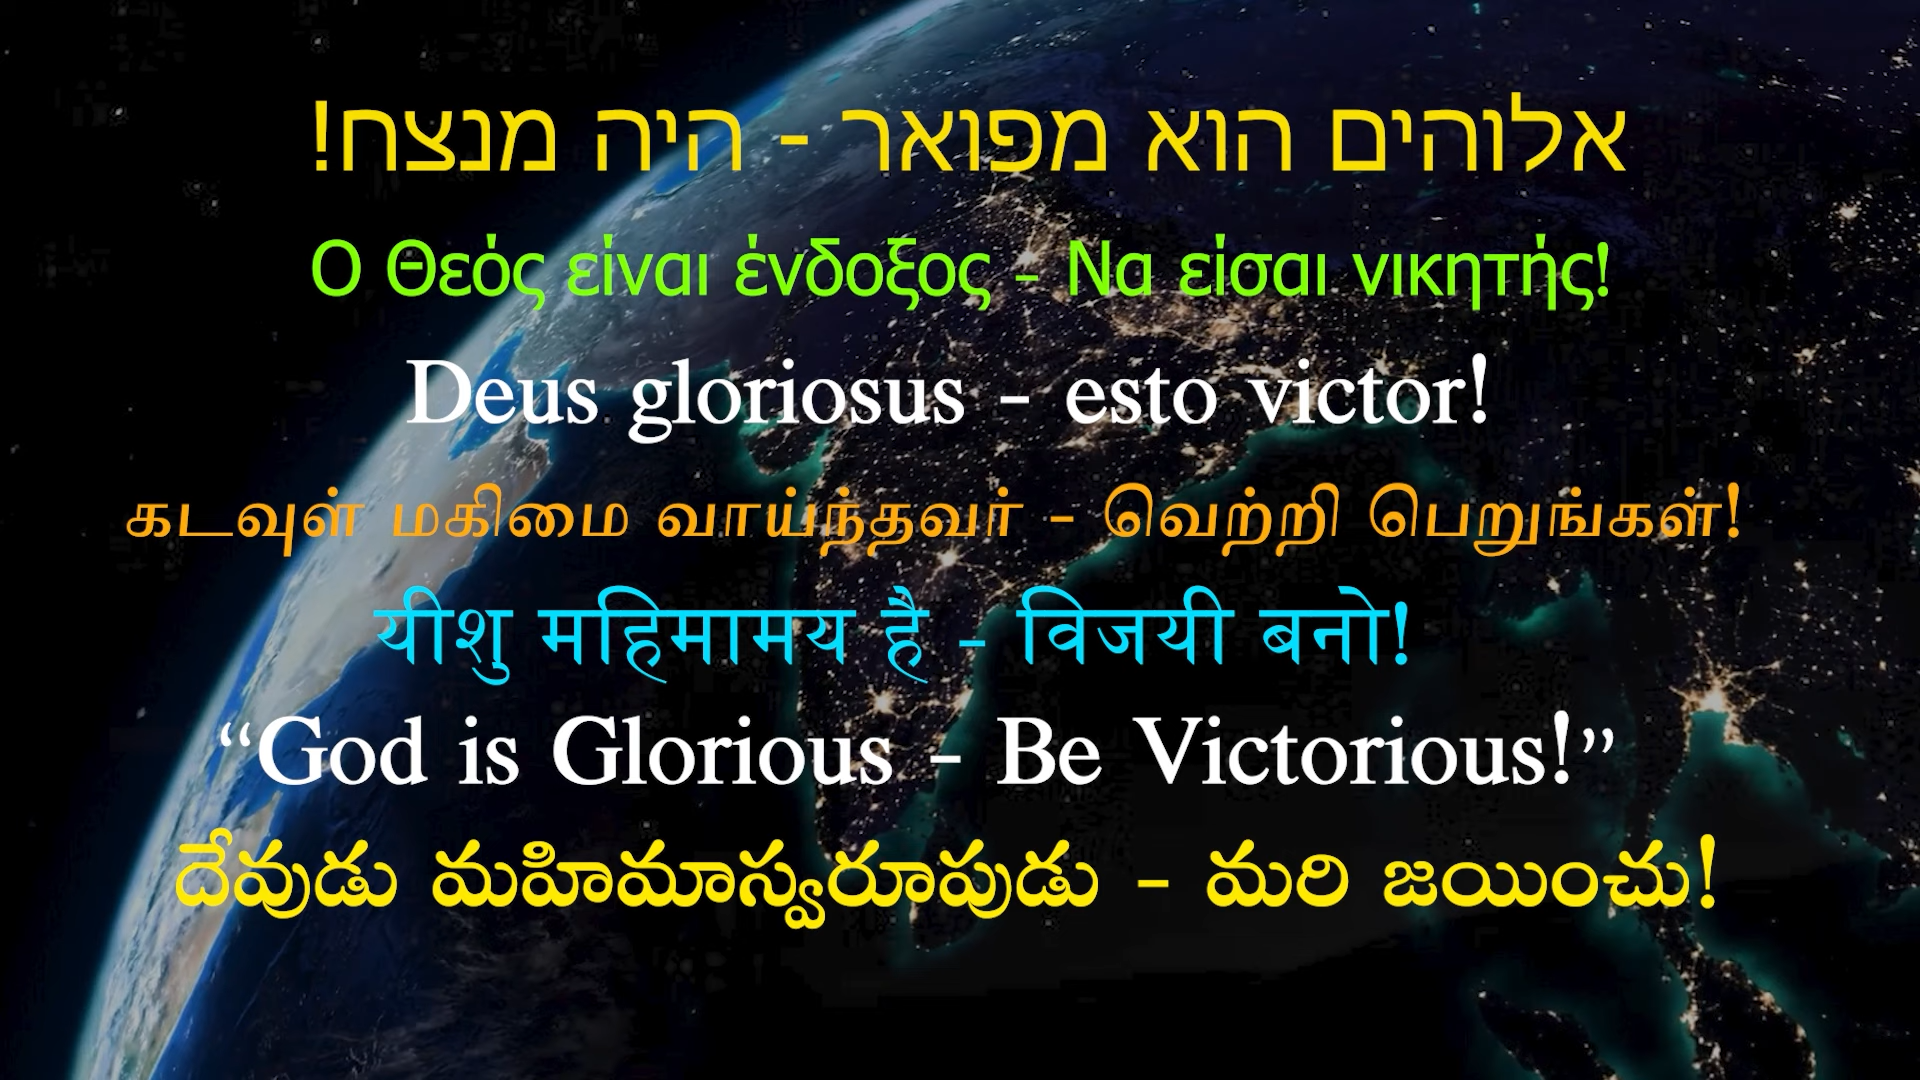 אלוהים הוא מפואר - היה מנצח!
Ο Θεός είναι ένδοξος - Να είσαι νικητής!
Deus gloriosus - esto victor!
கடவுள் மகிமை வாய்ந்தவர் - வெற்றி பெறுங்கள்!
यीशु महिमामय है - विजयी बनो!
“God is Glorious - Be Victorious!”
దేవుడు మహిమాస్వరూపుడు - మరి జయించు!